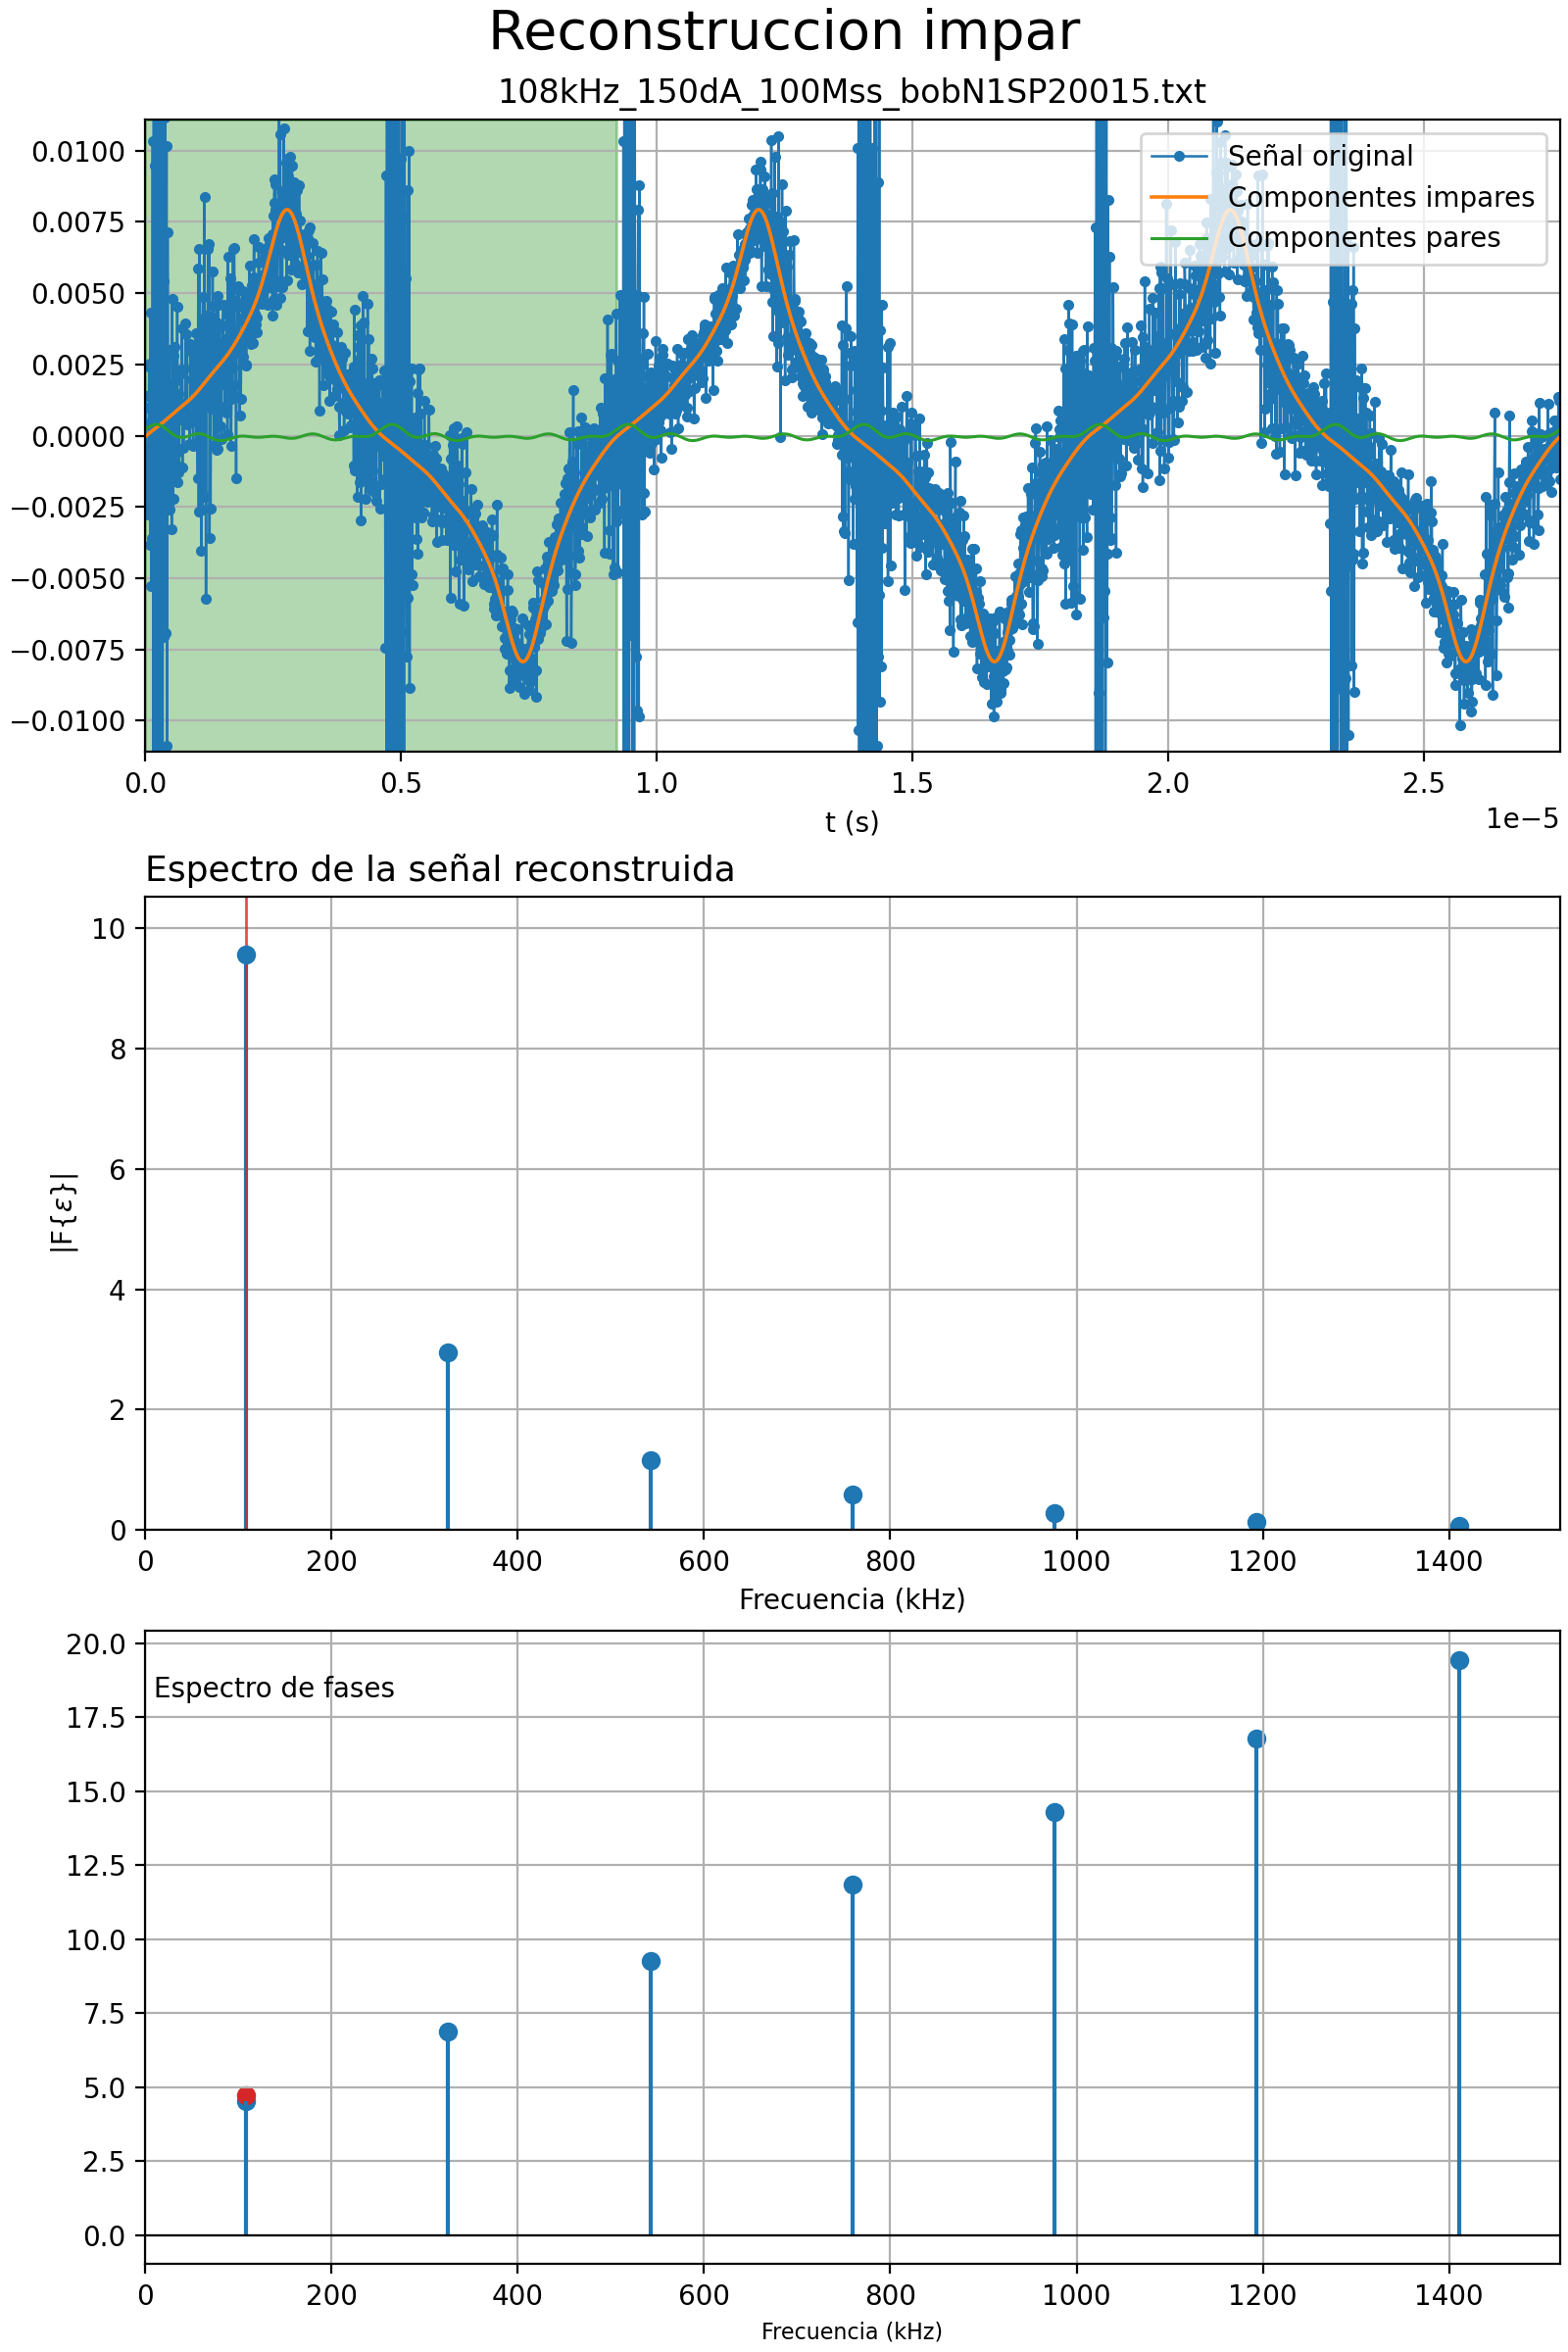 Reconstruccion impar
108kHz_150dA_100Mss_bobN1SP20015.txt
Señal original
Componentes impares
Componentes pares
0.0100
0.0075
0.0050
0.0025
0.0000
−0.0025
−0.0050
−0.0075
−0.0100
0.0 0.5 1.0 1.5 2.0 2.5
t (s)
1e−5
Espectro de la señal reconstruida
10
8
6
4
2
0
|F{ε}|
0 200 400 600 800 1000 1200 1400
Frecuencia (kHz)
Espectro de fases
20.0
17.5
15.0
12.5
10.0
7.5
5.0
2.5
0.0
0 200 400 600 800 1000 1200 1400
Frecuencia (kHz)